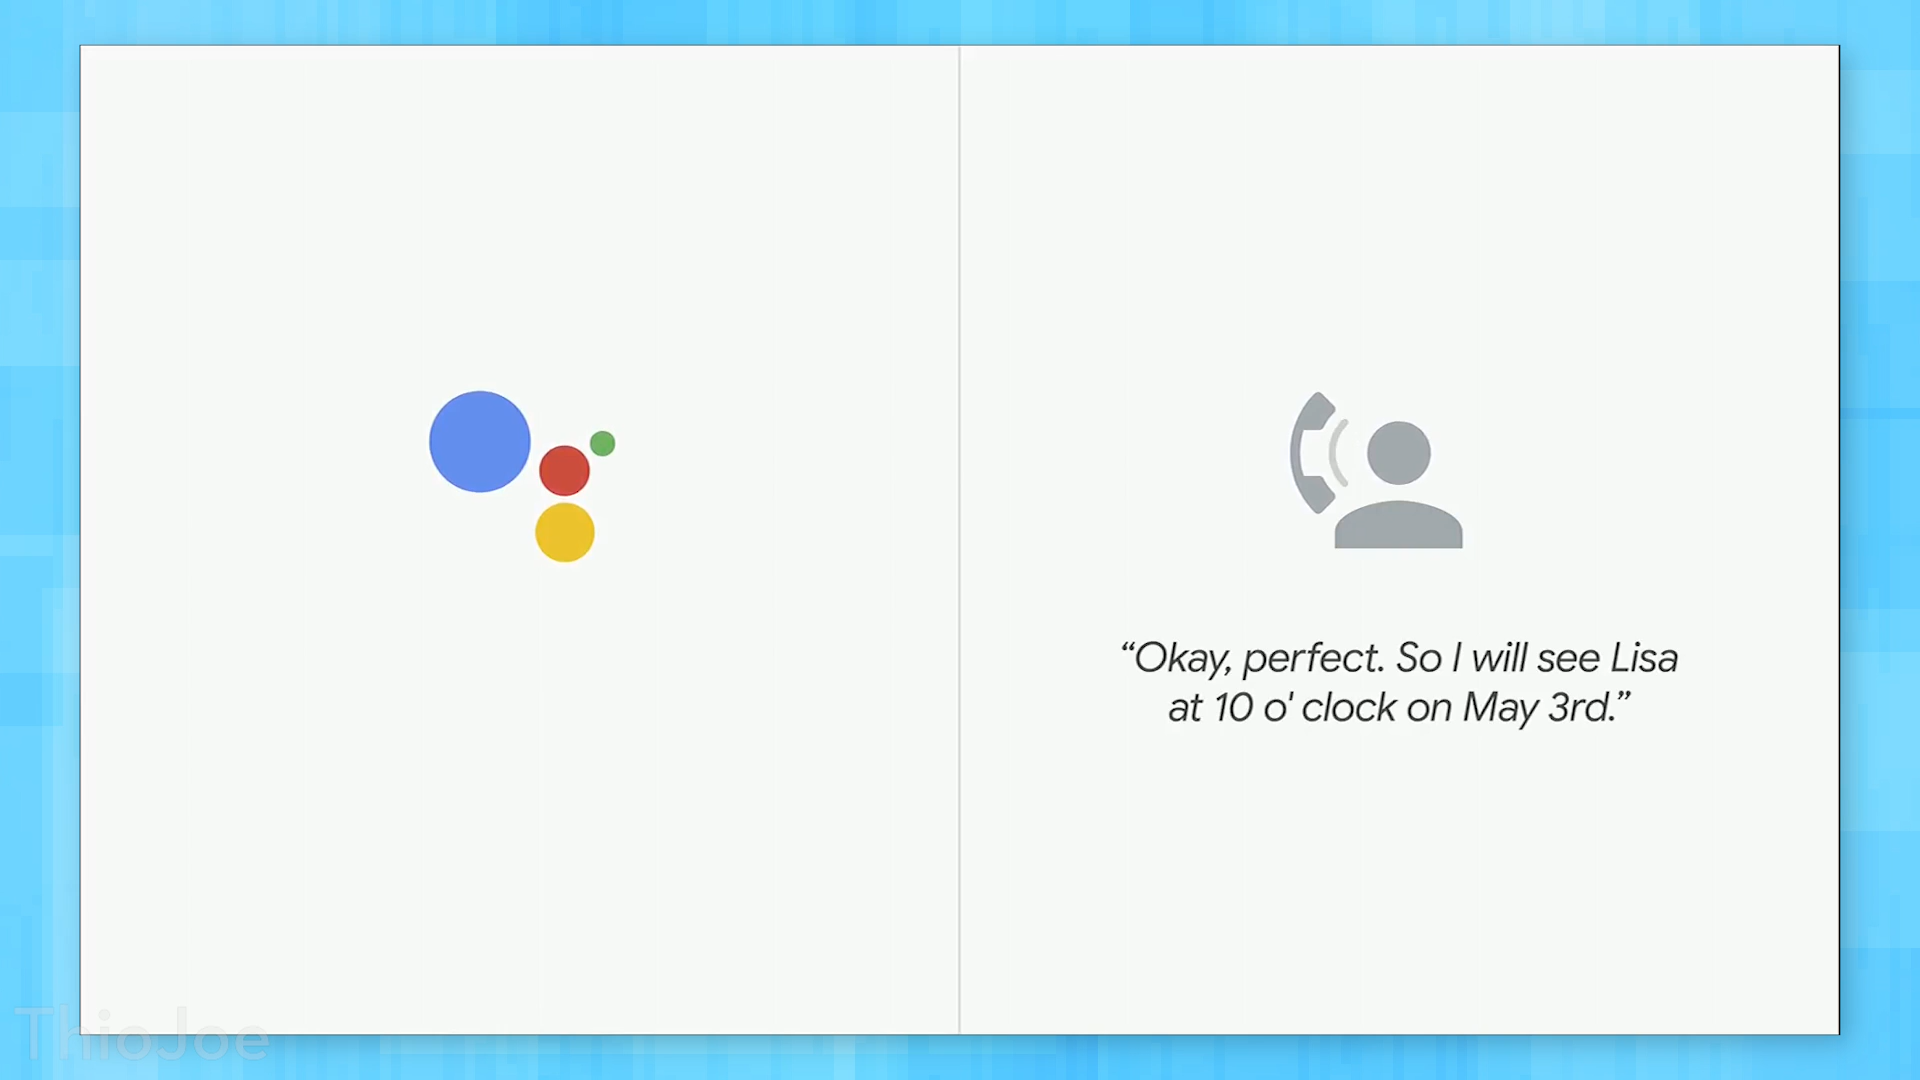 “Okay, perfect. So I will see Lisa
at 10 o' clock on May 3rd.”
ThioJoe